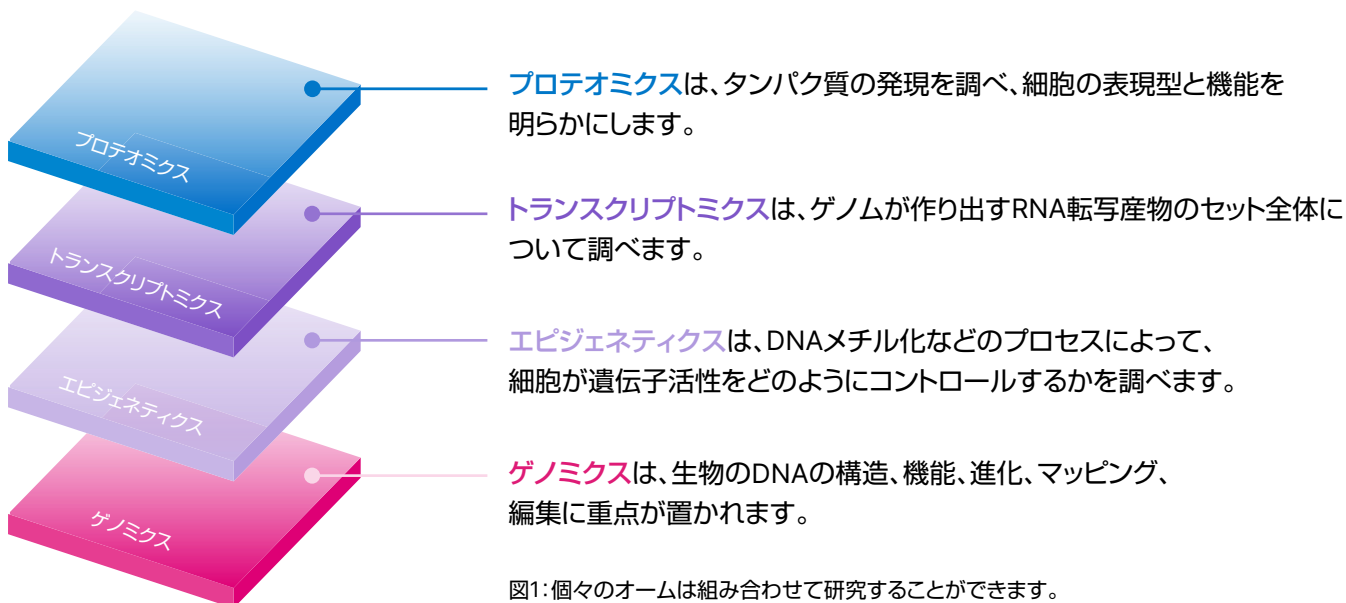 プロテオミクス
プロテオミクスは、タンパク質の発現を調べ、細胞の表現型と機能を
明らかにします。
トランスクリプトミクス
トランスクリプトミクスは、ゲノムが作り出すRNA転写産物のセット全体に
ついて調べます。
エピジェネティクス
エピジェネティクスは、DNAメチル化などのプロセスによって、
細胞が遺伝子活性をどのようにコントロールするかを調べます。
ゲノミクス
ゲノミクスは、生物のDNAの構造、機能、進化、マッピング、
編集に重点が置かれます。
図1：個々のオームは組み合わせて研究することができます。